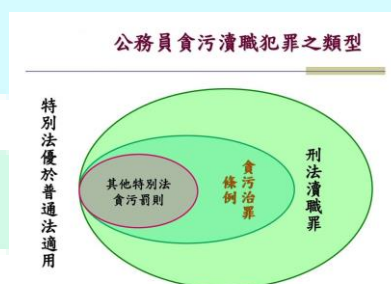 公務員貪污瀆職犯罪之類型
特別法優於普通法適用
其他特別法
貪污罰則
貪污治罪
條例
刑法瀆職罪